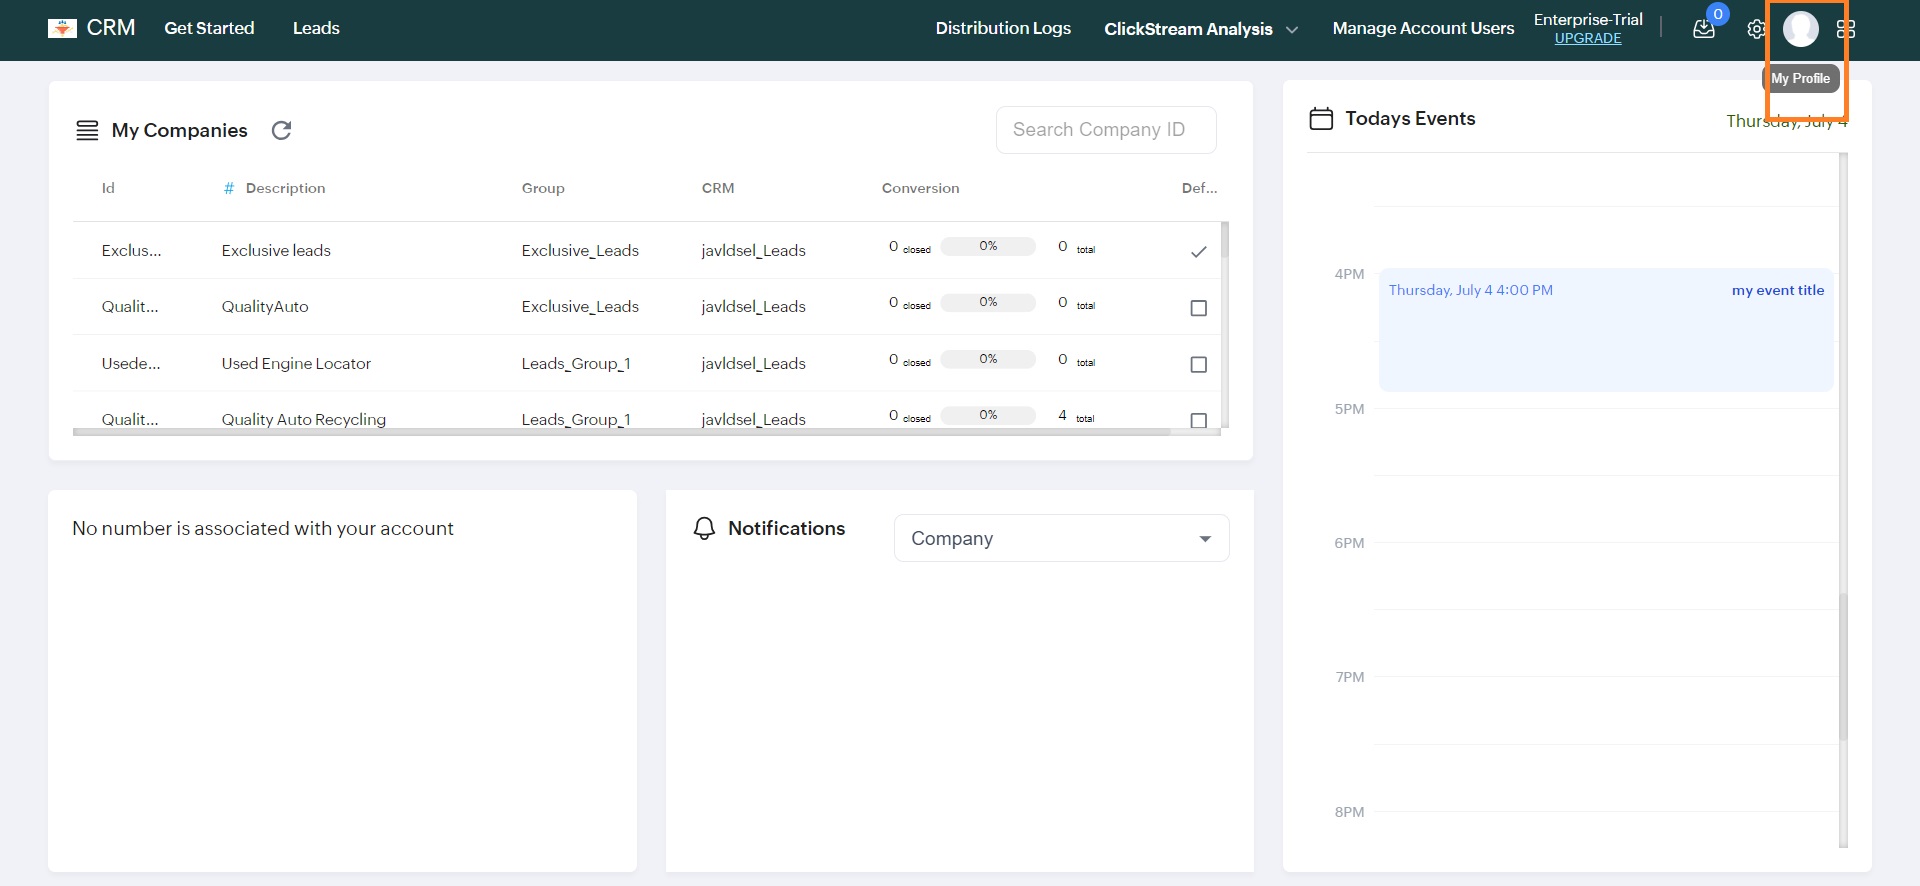 CRM Get Started Leads Distribution Logs ClickStream Analysis Manage Account Users Enterprise-Trial 0
UPGRADE
My Profile
My Companies Search Company ID
Id # Description Group CRM Conversion Def...
Exclus... Exclusive leads Exclusive_Leads javldsel_Leads 0 closed 0% 0 total
Qualit... QualityAuto Exclusive_Leads javldsel_Leads 0 closed 0% 0 total
Usede... Used Engine Locator Leads_Group_1 javldsel_Leads 0 closed 0% 0 total
Qualit... Quality Auto Recycling Leads_Group_1 javldsel_Leads 0 closed 0% 4 total
No number is associated with your account
Notifications Company
Todays Events Thursday, July 4
4PM Thursday, July 4 4:00 PM my event title
5PM
6PM
7PM
8PM